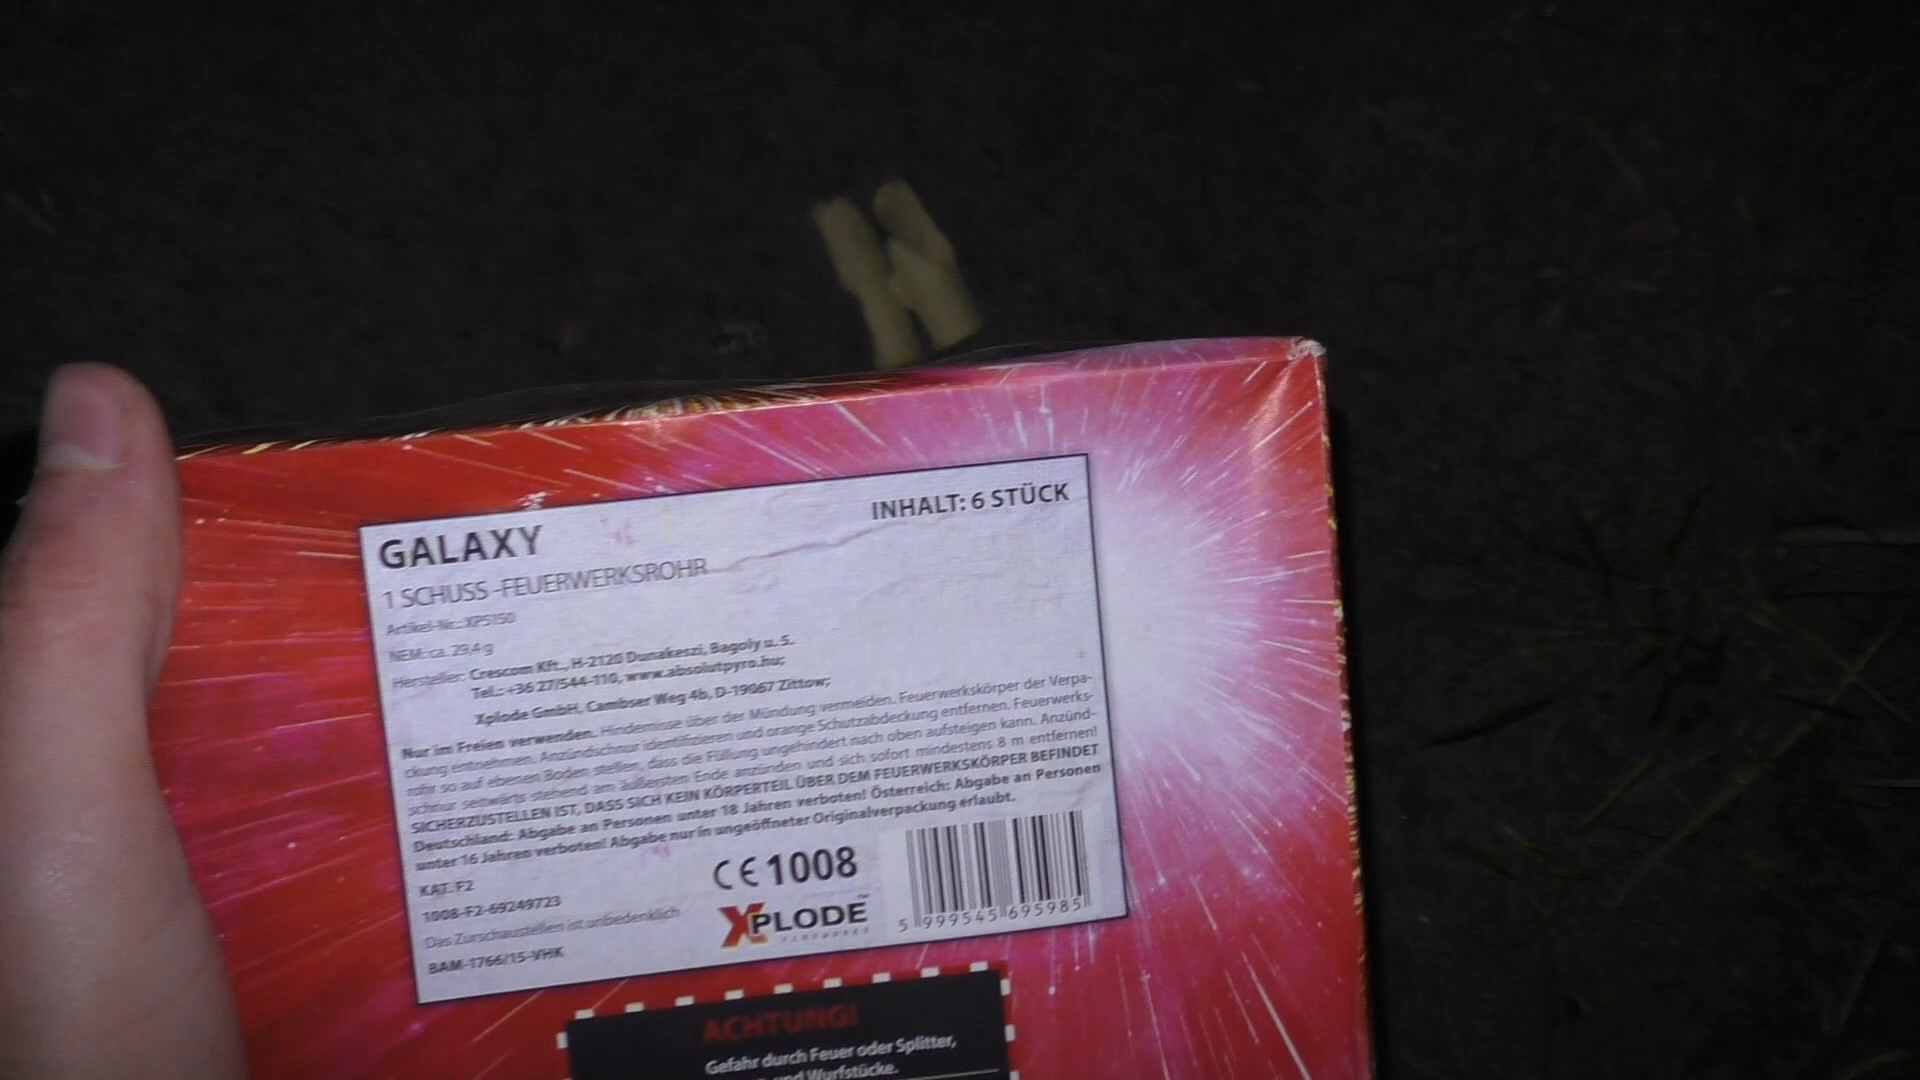 GALAXY
INHALT: 6 STÜCK
1 SCHUSS -FEUERWERKSROHR
Artikel-Nr.: XP5150
NEM: ca. 29,4 g
Hersteller: Crescom Kft., H-2120 Dunakeszi, Bagoly u. 5.
Tel.: +36 27/544-110, www.absolutpyro.hu;
Xplode GmbH, Cambser Weg 4b, D-19067 Zittow;
Nur im Freien verwenden. Hindernisse über der Mündung vermeiden. Feuerwerkskörper der Verpa-
ckung entnehmen. Anzündschnur identifizieren und orange Schutzabdeckung entfernen. Feuerwerks-
rohr so auf ebenen Boden stellen, dass die Füllung ungehindert nach oben aufsteigen kann. Anzünd-
schnur seitwärts stehend am äußersten Ende anzünden und sich sofort mindestens 8 m entfernen!
SICHERZUSTELLEN IST, DASS SICH KEIN KÖRPERTEIL ÜBER DEM FEUERWERKSKÖRPER BEFINDET
Deutschland: Abgabe an Personen unter 18 Jahren verboten! Österreich: Abgabe an Personen
unter 16 Jahren verboten! Abgabe nur in ungeöffneter Originalverpackung erlaubt.
KAT. F2
1008-F2-69249723
Das Zurschaustellen ist unbedenklich
BAM-1766/15-VHK
CE 1008
XPLODE
FIREWORKS
5 999545 695985
ACHTUNG!
Gefahr durch Feuer oder Splitter,
und Wurfstücke.